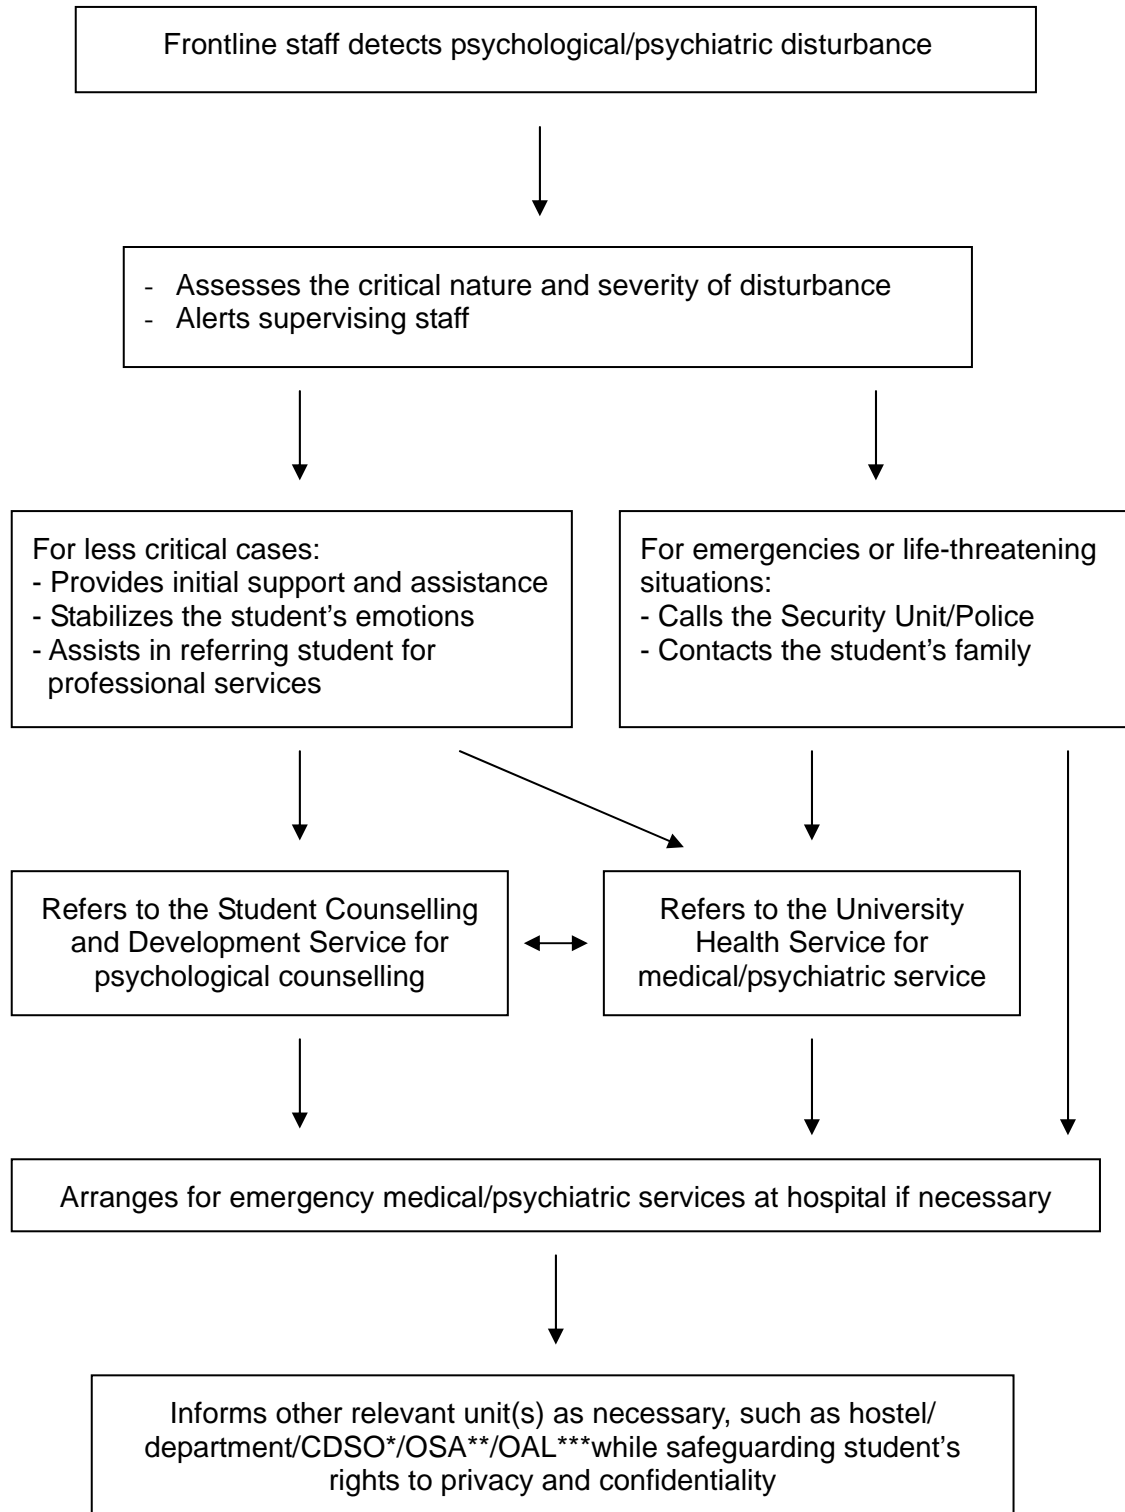 Frontline staff detects psychological/psychiatric disturbance
- Assesses the critical nature and severity of disturbance
- Alerts supervising staff
For less critical cases:
- Provides initial support and assistance
- Stabilizes the student’s emotions
- Assists in referring student for
professional services
For emergencies or life-threatening
situations:
- Calls the Security Unit/Police
- Contacts the student’s family
Refers to the Student Counselling
and Development Service for
psychological counselling
Refers to the University
Health Service for
medical/psychiatric service
Arranges for emergency medical/psychiatric services at hospital if necessary
Informs other relevant unit(s) as necessary, such as hostel/
department/CDSO*/OSA**/OAL***while safeguarding student’s
rights to privacy and confidentiality